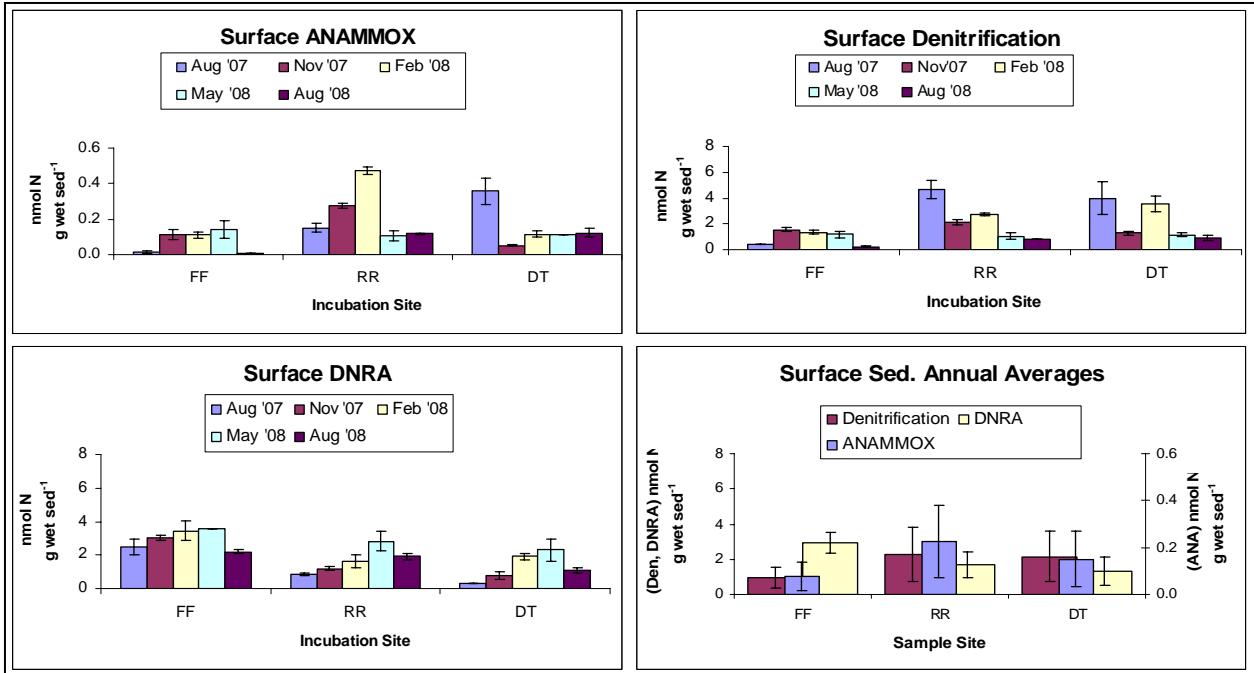 Surface ANAMMOX
Aug '07 Nov '07 Feb '08
May '08 Aug '08
nmol N
g wet sed-1
0.6
0.4
0.2
0.0
FF RR DT
Incubation Site
Surface Denitrification
Aug '07 Nov'07 Feb '08
May '08 Aug '08
nmol N
g wet sed-1
8
6
4
2
0
FF RR DT
Incubation Site
Surface DNRA
Aug '07 Nov '07 Feb '08
May '08 Aug '08
nmol N
g wet sed-1
8
6
4
2
0
FF RR DT
Incubation Site
Surface Sed. Annual Averages
Denitrification DNRA
ANAMMOX
(Den, DNRA) nmol N
g wet sed-1
8
6
4
2
0
0.6
0.4
0.2
0.0
(ANA) nmol N
g wet sed-1
FF RR DT
Sample Site